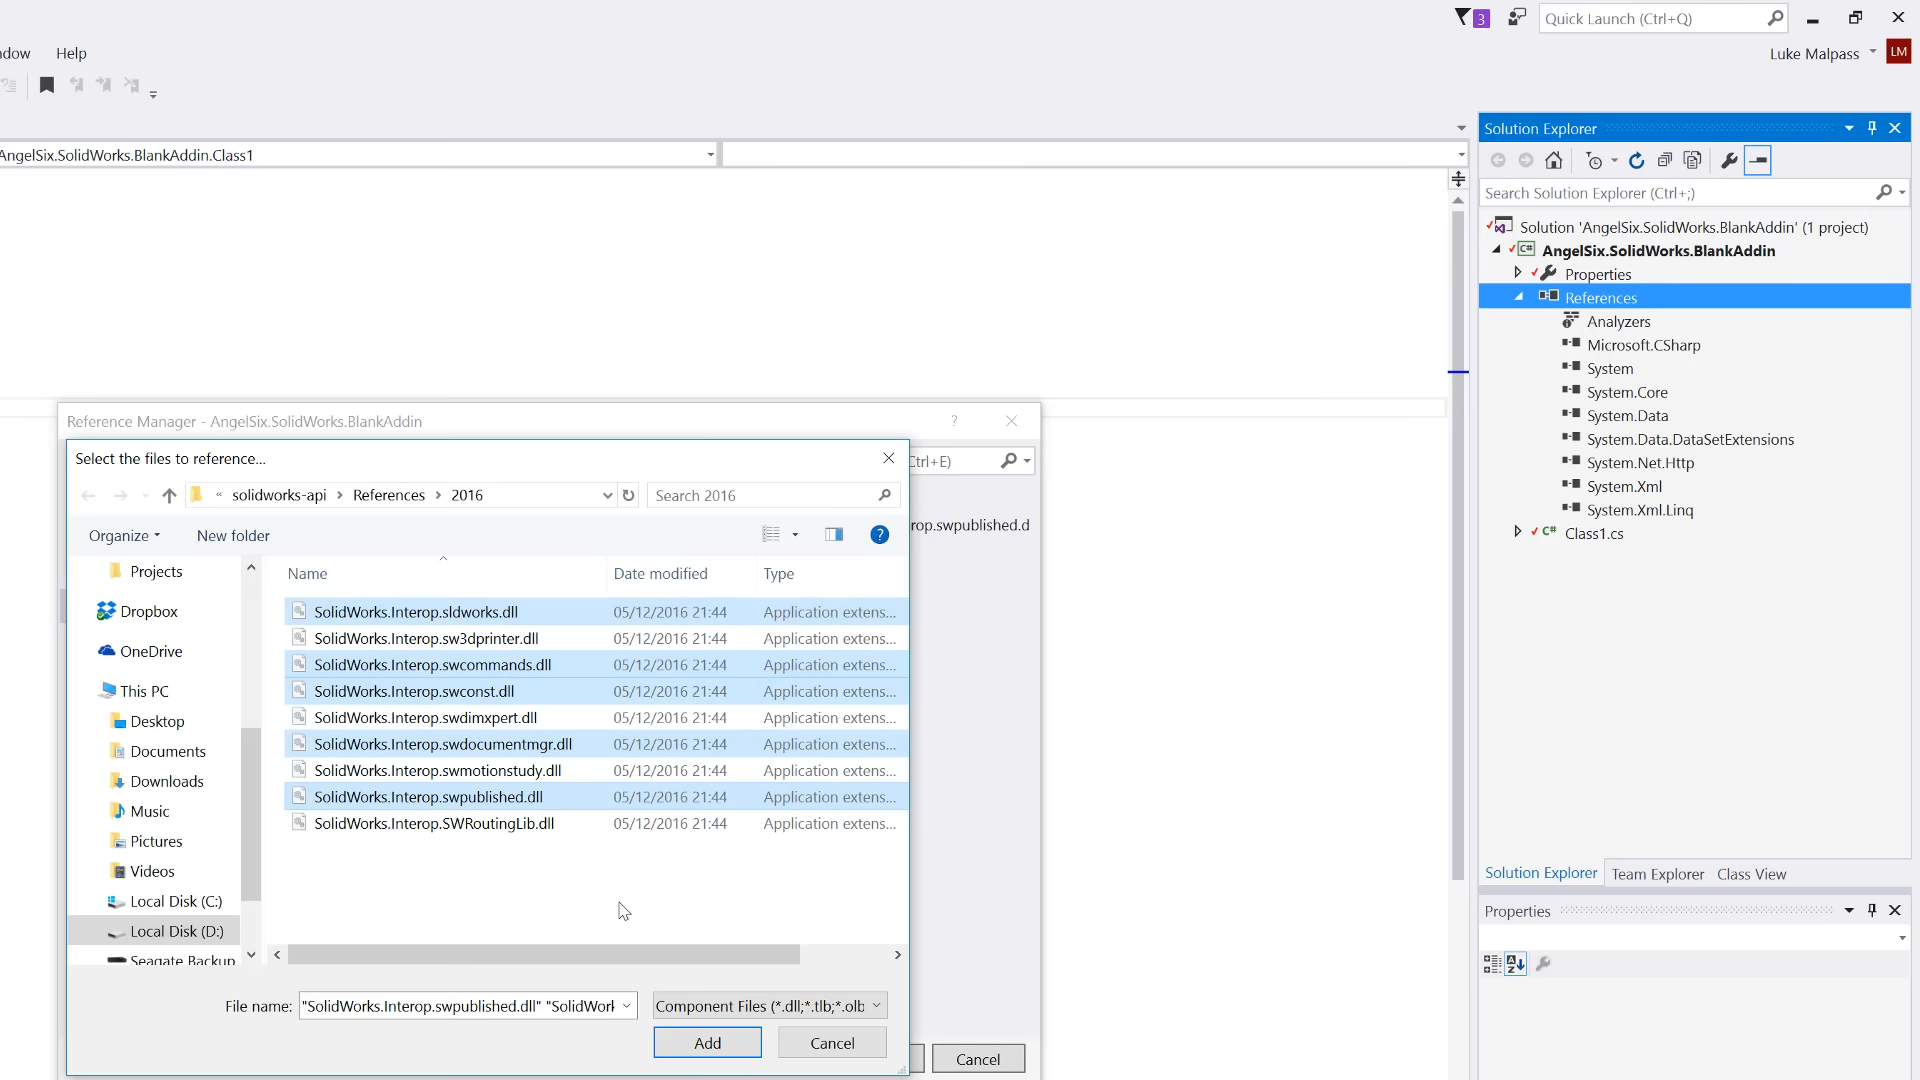 3
Quick Launch (Ctrl+Q)
ndow Help
Luke Malpass LM
AngelSix.SolidWorks.BlankAddin.Class1
Solution Explorer
Search Solution Explorer (Ctrl+;)
Solution 'AngelSix.SolidWorks.BlankAddin' (1 project)
C# AngelSix.SolidWorks.BlankAddin
Properties
References
Analyzers
Microsoft.CSharp
System
System.Core
System.Data
System.Data.DataSetExtensions
System.Net.Http
System.Xml
System.Xml.Linq
C# Class1.cs
Solution Explorer Team Explorer Class View
Properties
Reference Manager - AngelSix.SolidWorks.BlankAddin ?
Ctrl+E)
rop.swpublished.d
Cancel
Select the files to reference...
« solidworks-api › References › 2016
Search 2016
Organize New folder ?
Projects
Dropbox
OneDrive
This PC
Desktop
Documents
Downloads
Music
Pictures
Videos
Local Disk (C:)
Local Disk (D:)
Seagate Backup
Name Date modified Type
SolidWorks.Interop.sldworks.dll 05/12/2016 21:44 Application extens...
SolidWorks.Interop.sw3dprinter.dll 05/12/2016 21:44 Application extens...
SolidWorks.Interop.swcommands.dll 05/12/2016 21:44 Application extens...
SolidWorks.Interop.swconst.dll 05/12/2016 21:44 Application extens...
SolidWorks.Interop.swdimxpert.dll 05/12/2016 21:44 Application extens...
SolidWorks.Interop.swdocumentmgr.dll 05/12/2016 21:44 Application extens...
SolidWorks.Interop.swmotionstudy.dll 05/12/2016 21:44 Application extens...
SolidWorks.Interop.swpublished.dll 05/12/2016 21:44 Application extens...
SolidWorks.Interop.SWRoutingLib.dll 05/12/2016 21:44 Application extens...
File name: "SolidWorks.Interop.swpublished.dll" "SolidWork
Component Files (*.dll;*.tlb;*.olb
Add Cancel